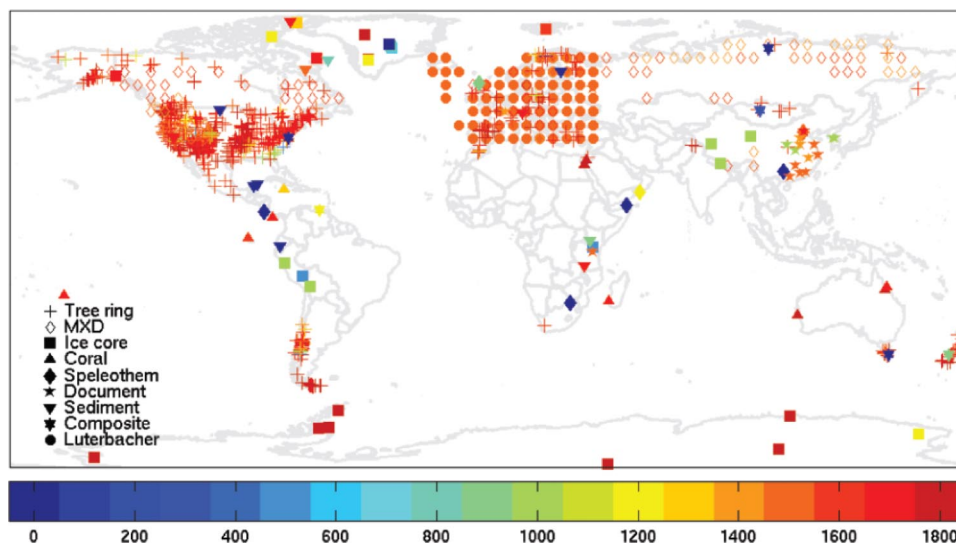 Tree ring
MXD
Ice core
Coral
Speleothem
Document
Sediment
Composite
Luterbacher
0 200 400 600 800 1000 1200 1400 1600 1800